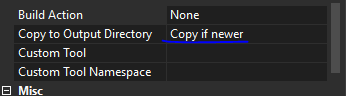 Build Action None
Copy to Output Directory Copy if newer
Custom Tool
Custom Tool Namespace
Misc